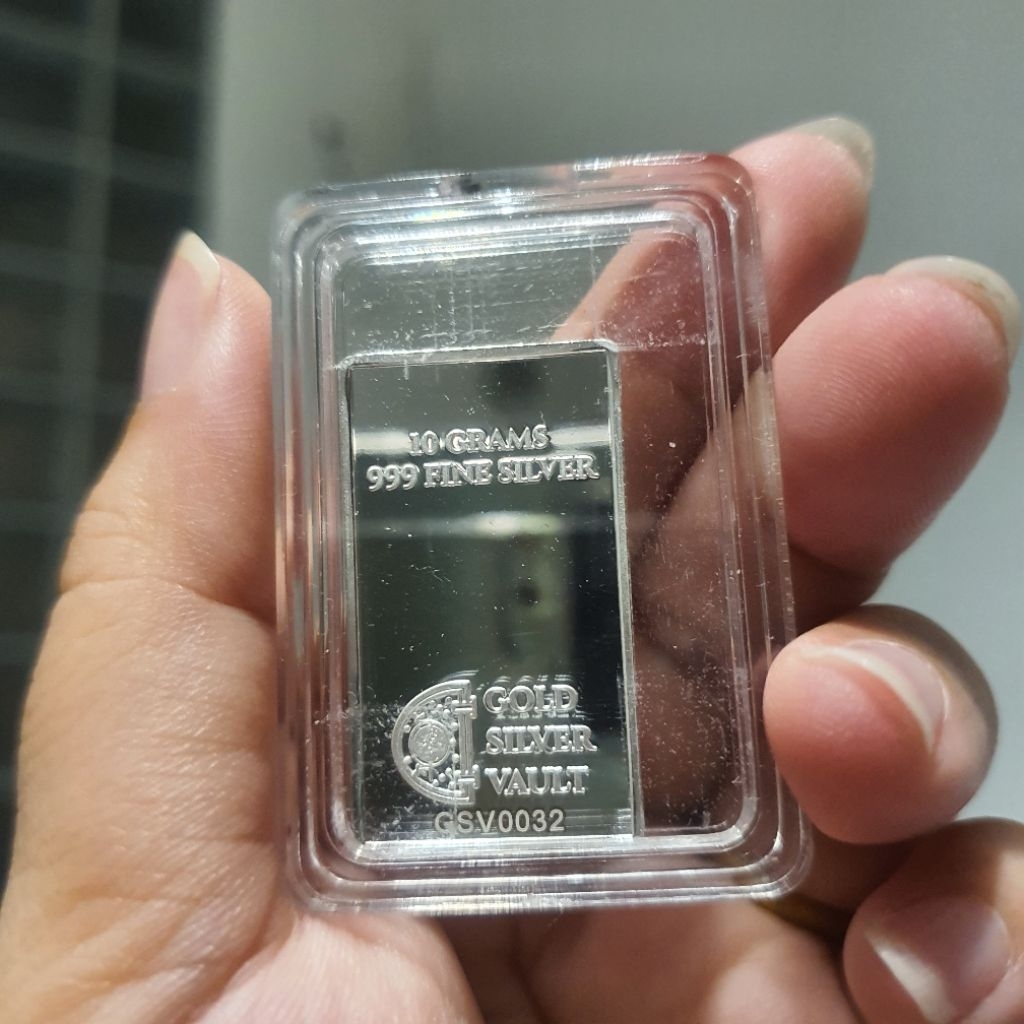 10 GRAMS
999 FINE SILVER
GOLD
SILVER
VAULT
GSV0032